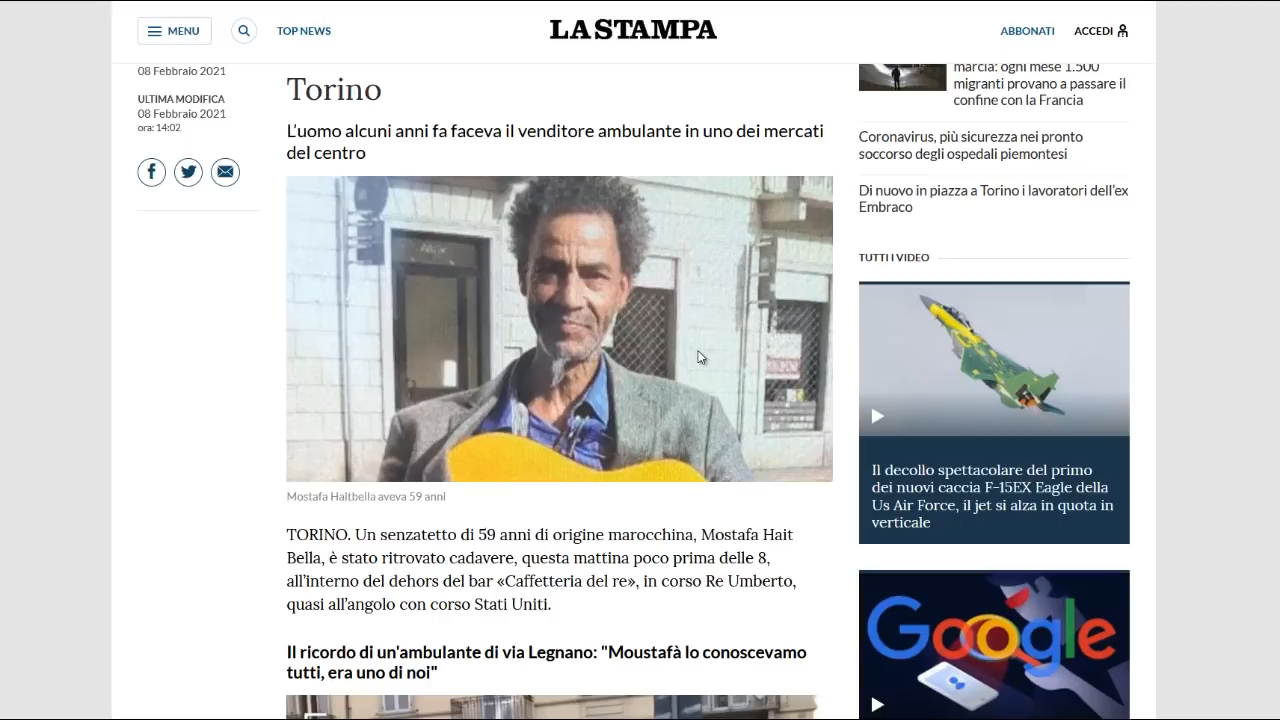 MENU
TOP NEWS
LA STAMPA
ABBONATI
ACCEDI
08 Febbraio 2021
ULTIMA MODIFICA
08 Febbraio 2021
ora: 14:02
Torino
L'uomo alcuni anni fa faceva il venditore ambulante in uno dei mercati
del centro
Mostafa Haitbella aveva 59 anni
TORINO. Un senzatetto di 59 anni di origine marocchina, Mostafa Hait
Bella, è stato ritrovato cadavere, questa mattina poco prima delle 8,
all'interno del dehors del bar «Caffetteria del re», in corso Re Umberto,
quasi all'angolo con corso Stati Uniti.
Il ricordo di un'ambulante di via Legnano: "Moustafà lo conoscevamo
tutti, era uno di noi"
marcia: ogni mese 1.500
migranti provano a passare il
confine con la Francia
Coronavirus, più sicurezza nei pronto
soccorso degli ospedali piemontesi
Di nuovo in piazza a Torino i lavoratori dell'ex
Embraco
TUTTI I VIDEO
Il decollo spettacolare del primo
dei nuovi caccia F-15EX Eagle della
Us Air Force, il jet si alza in quota in
verticale
Google